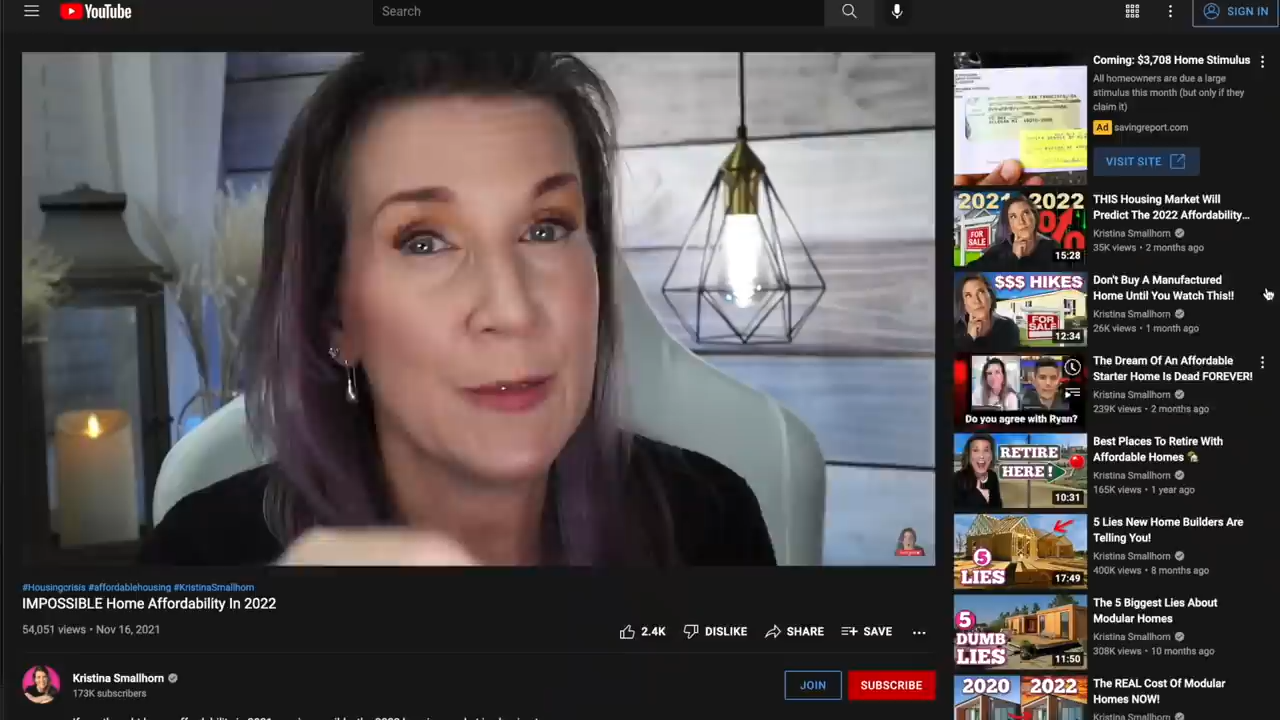 YouTube
Search
SIGN IN
#Housingcrisis #affordablehousing #KristinaSmallhorn
IMPOSSIBLE Home Affordability In 2022
54,051 views • Nov 16, 2021
2.4K
DISLIKE
SHARE
SAVE
Kristina Smallhorn
173K subscribers
JOIN
SUBSCRIBE
Coming: $3,708 Home Stimulus
All homeowners are due a large
stimulus this month (but only if they
claim it)
Ad savingreport.com
VISIT SITE
2022
FOR
SALE
15:28
THIS Housing Market Will
Predict The 2022 Affordability...
Kristina Smallhorn
35K views • 2 months ago
$$$ HIKES
FOR
SALE
12:34
Don't Buy A Manufactured
Home Until You Watch This!!
Kristina Smallhorn
26K views • 1 month ago
Do you agree with Ryan?
The Dream Of An Affordable
Starter Home Is Dead FOREVER!
Kristina Smallhorn
239K views • 2 months ago
RETIRE
HERE!
10:31
Best Places To Retire With
Affordable Homes
Kristina Smallhorn
165K views • 1 year ago
5
LIES
17:49
5 Lies New Home Builders Are
Telling You!
Kristina Smallhorn
400K views • 8 months ago
5
DUMB
LIES
11:50
The 5 Biggest Lies About
Modular Homes
Kristina Smallhorn
308K views • 10 months ago
2020 2022
The REAL Cost Of Modular
Homes NOW!